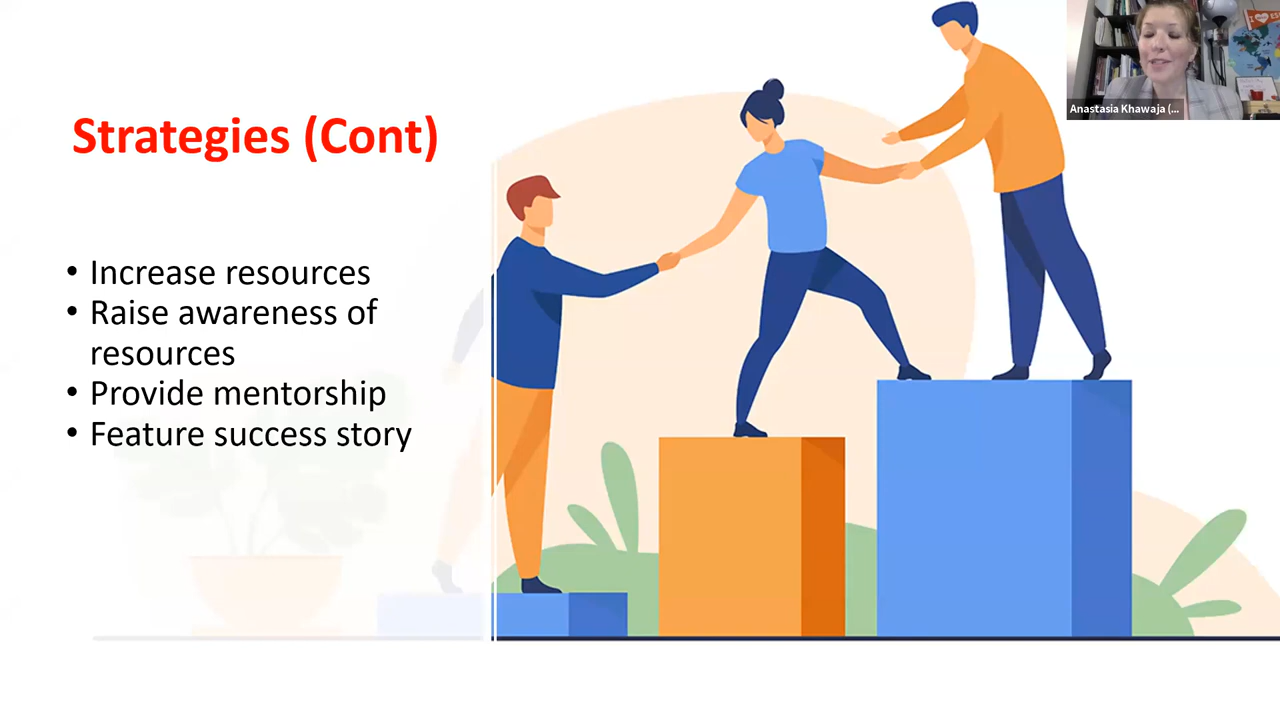 Strategies (Cont)
• Increase resources
• Raise awareness of
resources
• Provide mentorship
• Feature success story
Anastasia Khawaja (...